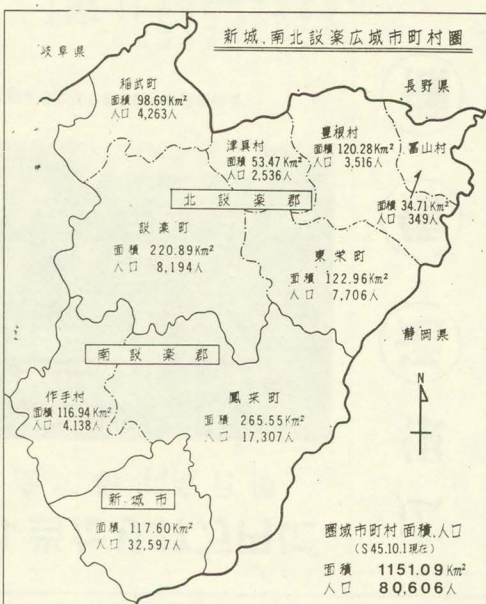 新城、南北設楽広域市町村圏
岐阜県
長野県
稲武町
面積 98.69Km²
人口 4,263人
津具村
面積 53.47Km²
人口 2,536人
豊根村
面積 120.28Km²
人口 3,516人
富山村
面積 34.71Km²
人口 349人
北設楽郡
設楽町
面積 220.89Km²
人口 8,194人
東栄町
面積 122.96Km²
人口 7,706人
静岡県
N
南設楽郡
作手村
面積 116.94Km²
人口 4,138人
鳳来町
面積 265.55Km²
人口 17,307人
新城市
面積 117.60Km²
人口 32,597人
圏域市町村 面積,人口
(S45.10.1現在)
面積 1151.09Km²
人口 80,606人